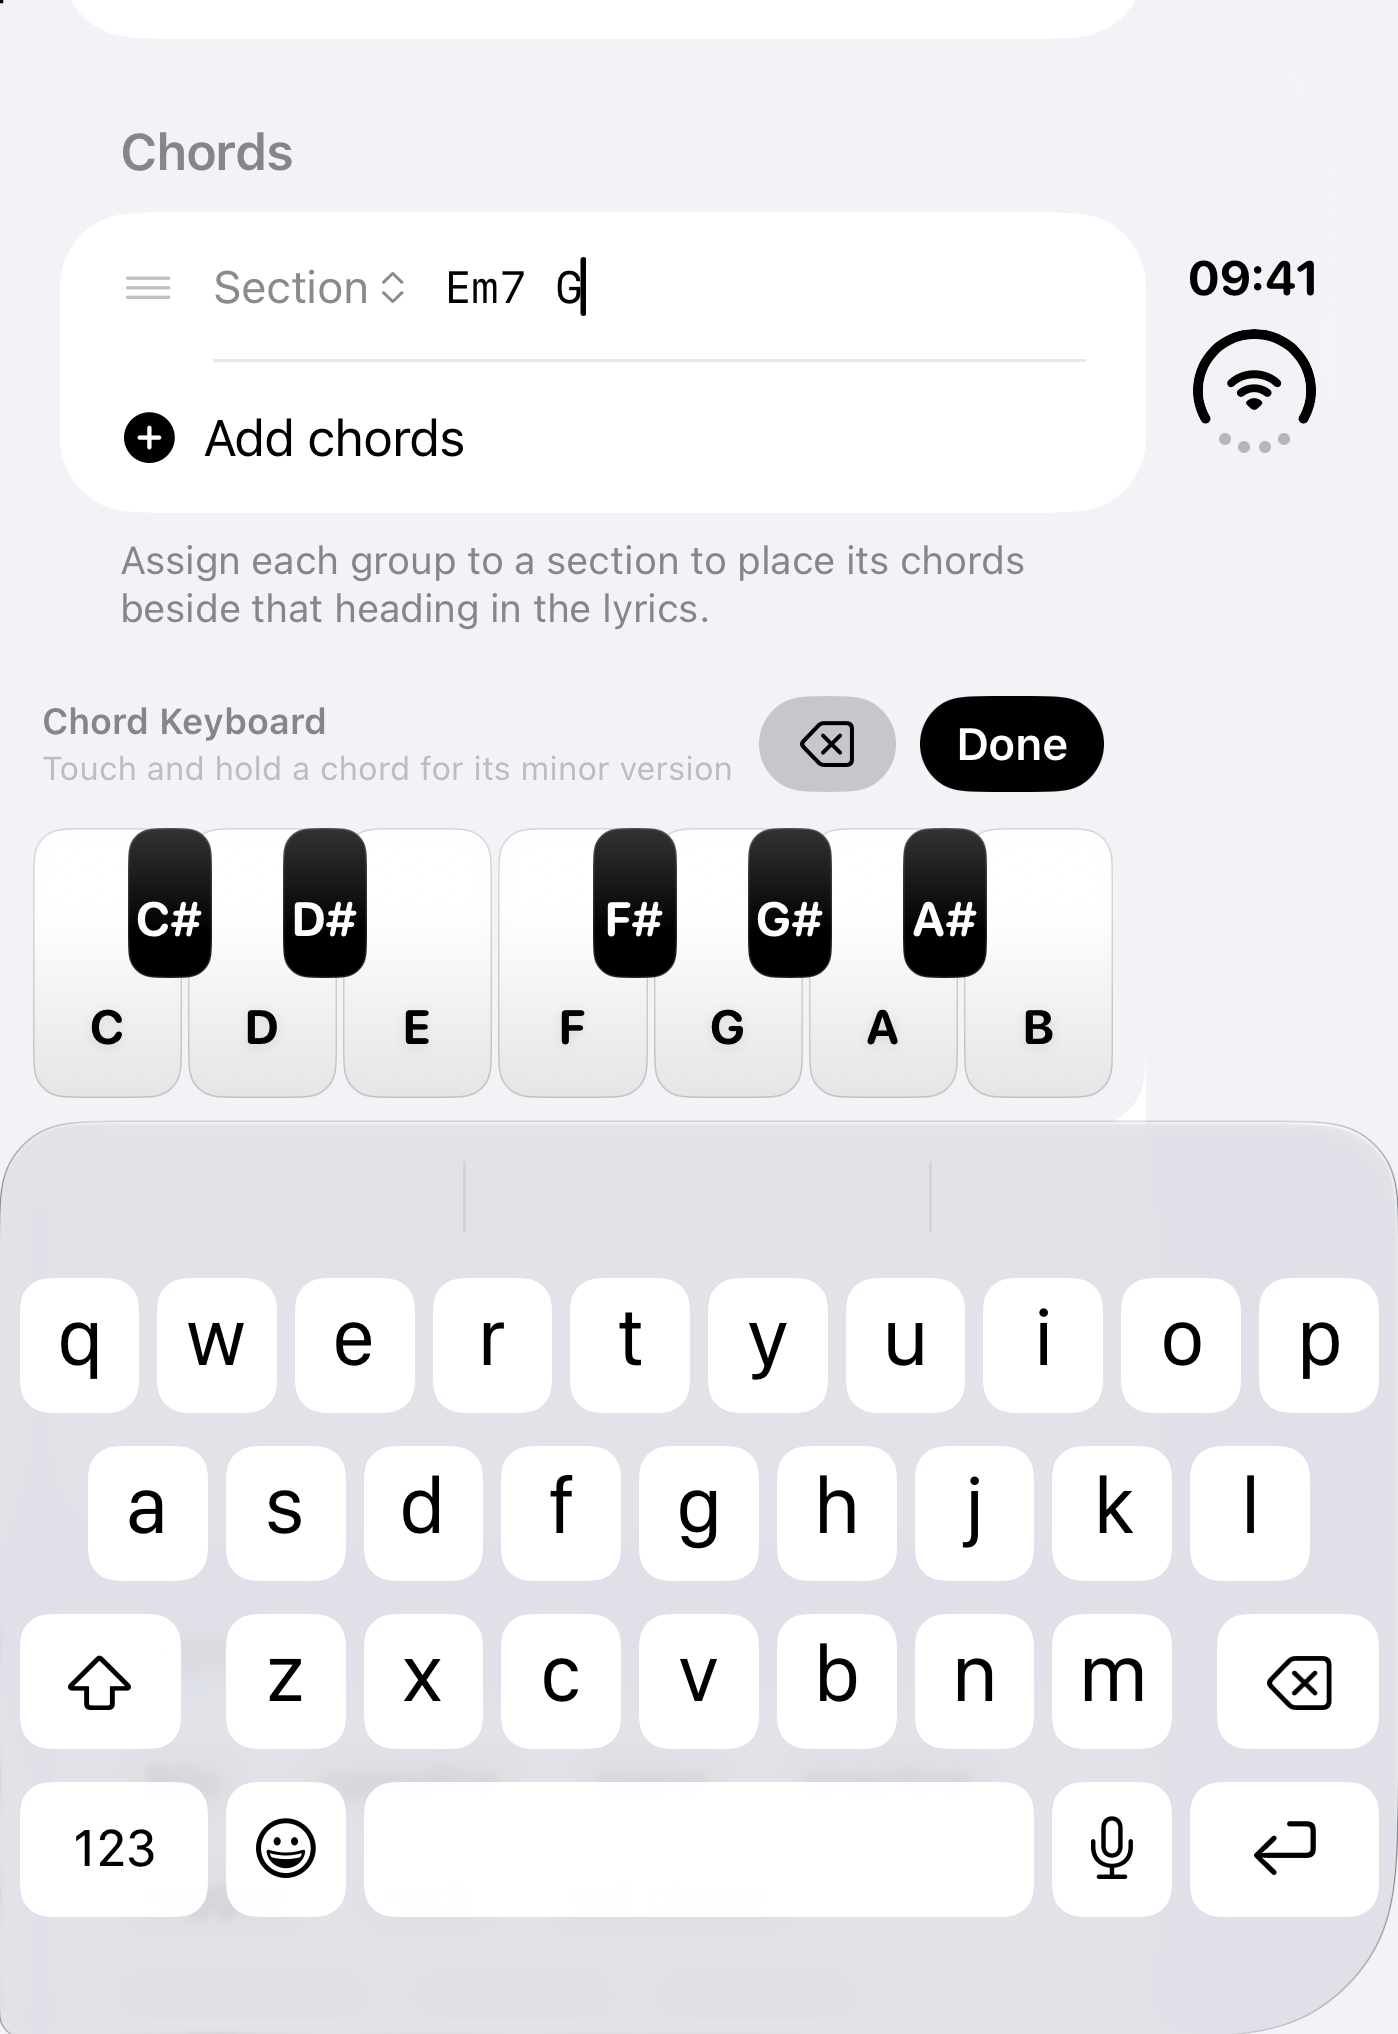 Chords
Section Em7 G
09:41
Add chords
Assign each group to a section to place its chords
beside that heading in the lyrics.
Chord Keyboard
Touch and hold a chord for its minor version
Done
C# D# F# G# A#
C D E F G A B
q w e r t y u i o p
a s d f g h j k l
z x c v b n m
123